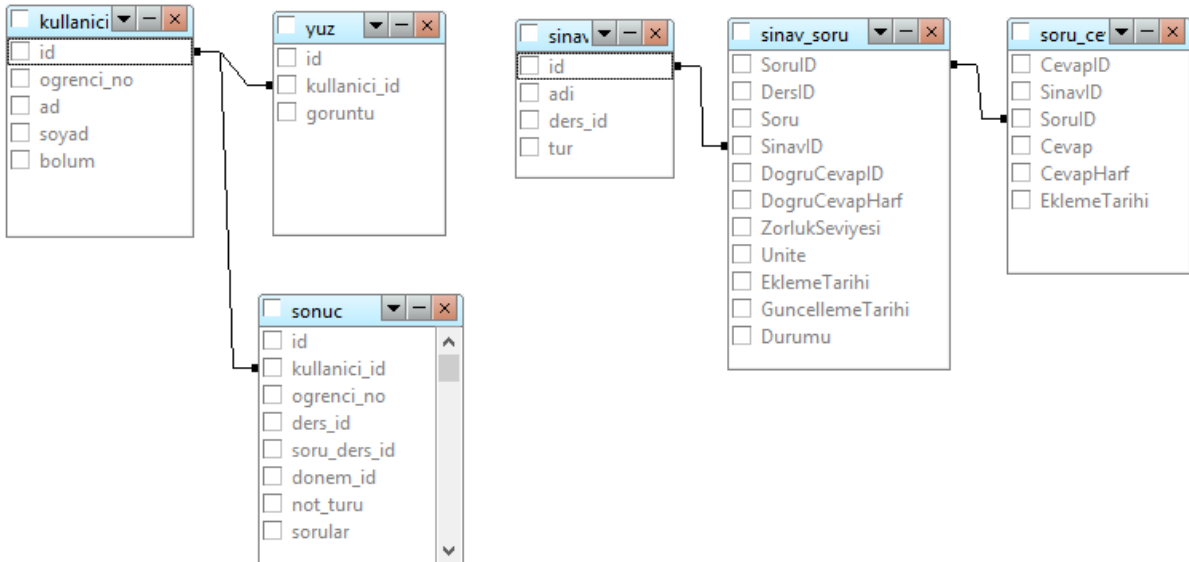 kullanici
id
ogrenci_no
ad
soyad
bolum
yuz
id
kullanici_id
goruntu
sinav
id
adi
ders_id
tur
sinav_soru
SoruID
DersID
Soru
SinavID
DogruCevapID
DogruCevapHarf
ZorlukSeviyesi
Unite
EklemeTarihi
GuncellemeTarihi
Durumu
soru_ce
CevapID
SinavID
SoruID
Cevap
CevapHarf
EklemeTarihi
sonuc
id
kullanici_id
ogrenci_no
ders_id
soru_ders_id
donem_id
not_turu
sorular